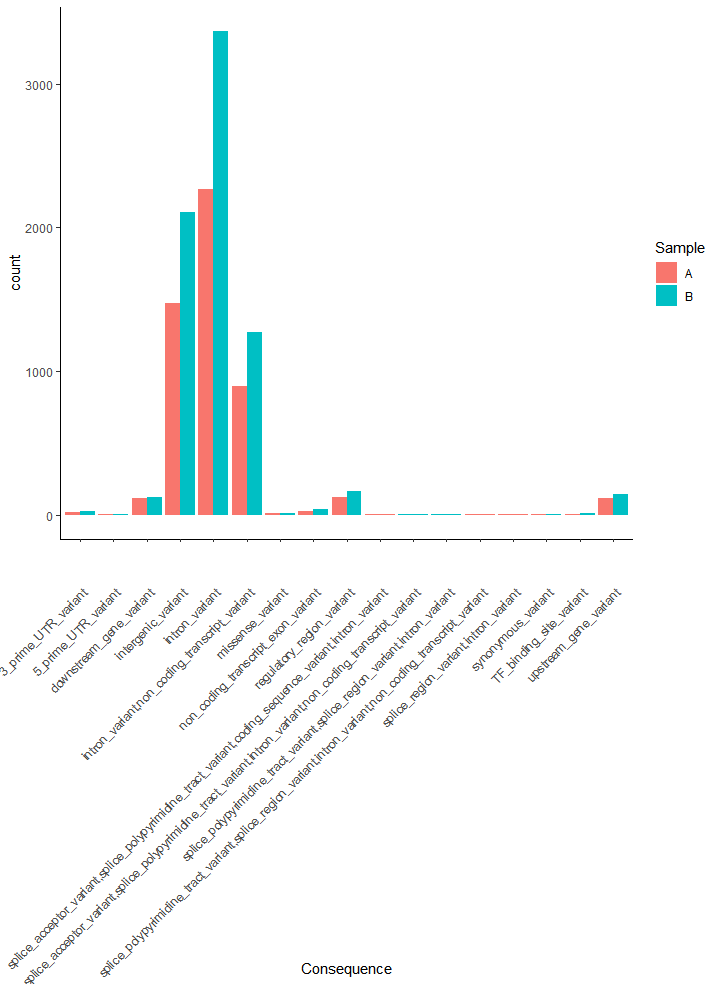 3000
2000
1000
0
count
Sample
A
B
3_prime_UTR_variant
5_prime_UTR_variant
downstream_gene_variant
intergenic_variant
intron_variant
intron_variant,non_coding_transcript_variant
missense_variant
non_coding_transcript_exon_variant
regulatory_region_variant
splice_acceptor_variant,splice_polypyrimidine_tract_variant,coding_sequence_variant,intron_variant
splice_acceptor_variant,splice_polypyrimidine_tract_variant,intron_variant,non_coding_transcript_variant
splice_polypyrimidine_tract_variant,splice_region_variant,intron_variant
splice_polypyrimidine_tract_variant,splice_region_variant,intron_variant,non_coding_transcript_variant
splice_region_variant,intron_variant
synonymous_variant
TF_binding_site_variant
upstream_gene_variant
Consequence